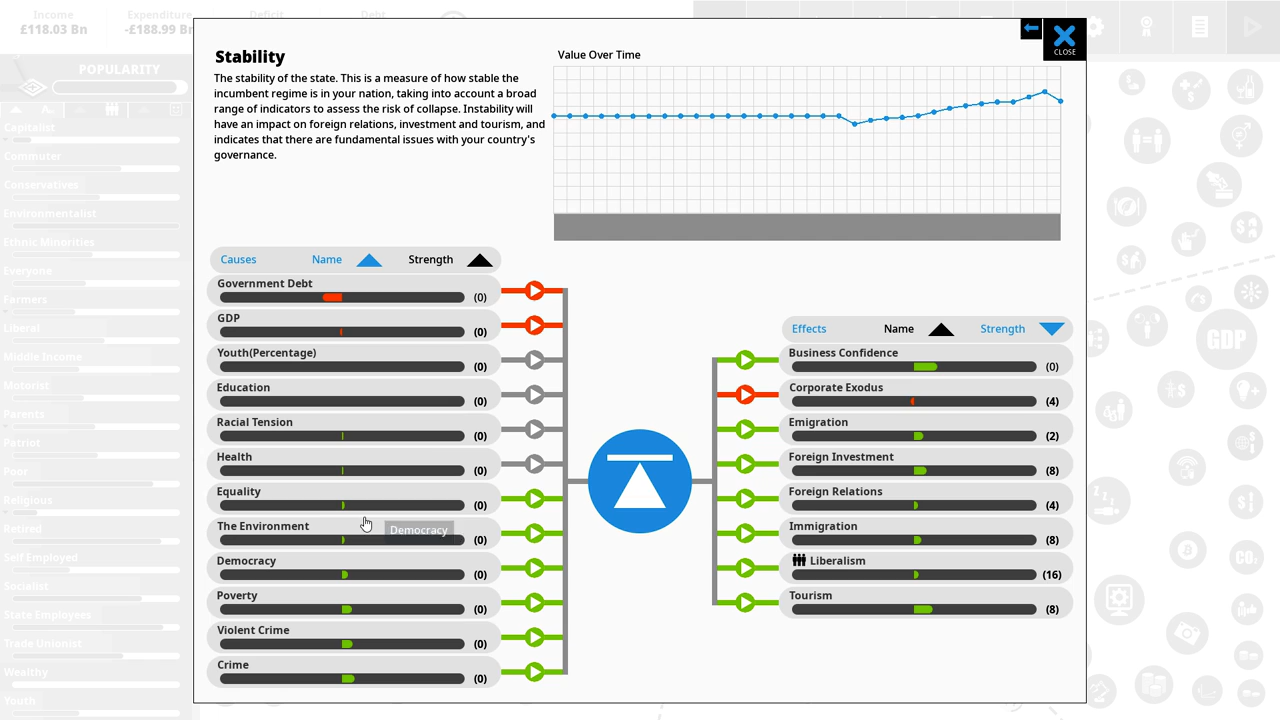 Income
Expenditure
Deficit
Debt
£118.03 Bn
-£188.99 Bn
POPULARITY
Capitalist
Commuter
Conservatives
Environmentalist
Ethnic Minorities
Everyone
Farmers
Liberal
Middle Income
Motorist
Parents
Patriot
Poor
Religious
Retired
Self Employed
Socialist
State Employees
Trade Unionist
Wealthy
Youth
CLOSE
Stability
The stability of the state. This is a measure of how stable the
incumbent regime is in your nation, taking into account a broad
range of indicators to assess the risk of collapse. Instability will
have an impact on foreign relations, investment and tourism, and
indicates that there are fundamental issues with your country's
governance.
Value Over Time
Causes
Name
Strength
Government Debt
(0)
GDP
(0)
Youth(Percentage)
(0)
Education
(0)
Racial Tension
(0)
Health
(0)
Equality
(0)
The Environment
(0)
Democracy
Democracy
(0)
Poverty
(0)
Violent Crime
(0)
Crime
(0)
Effects
Name
Strength
Business Confidence
(0)
Corporate Exodus
(4)
Emigration
(2)
Foreign Investment
(8)
Foreign Relations
(4)
Immigration
(8)
Liberalism
(16)
Tourism
(8)
GDP
CO₂